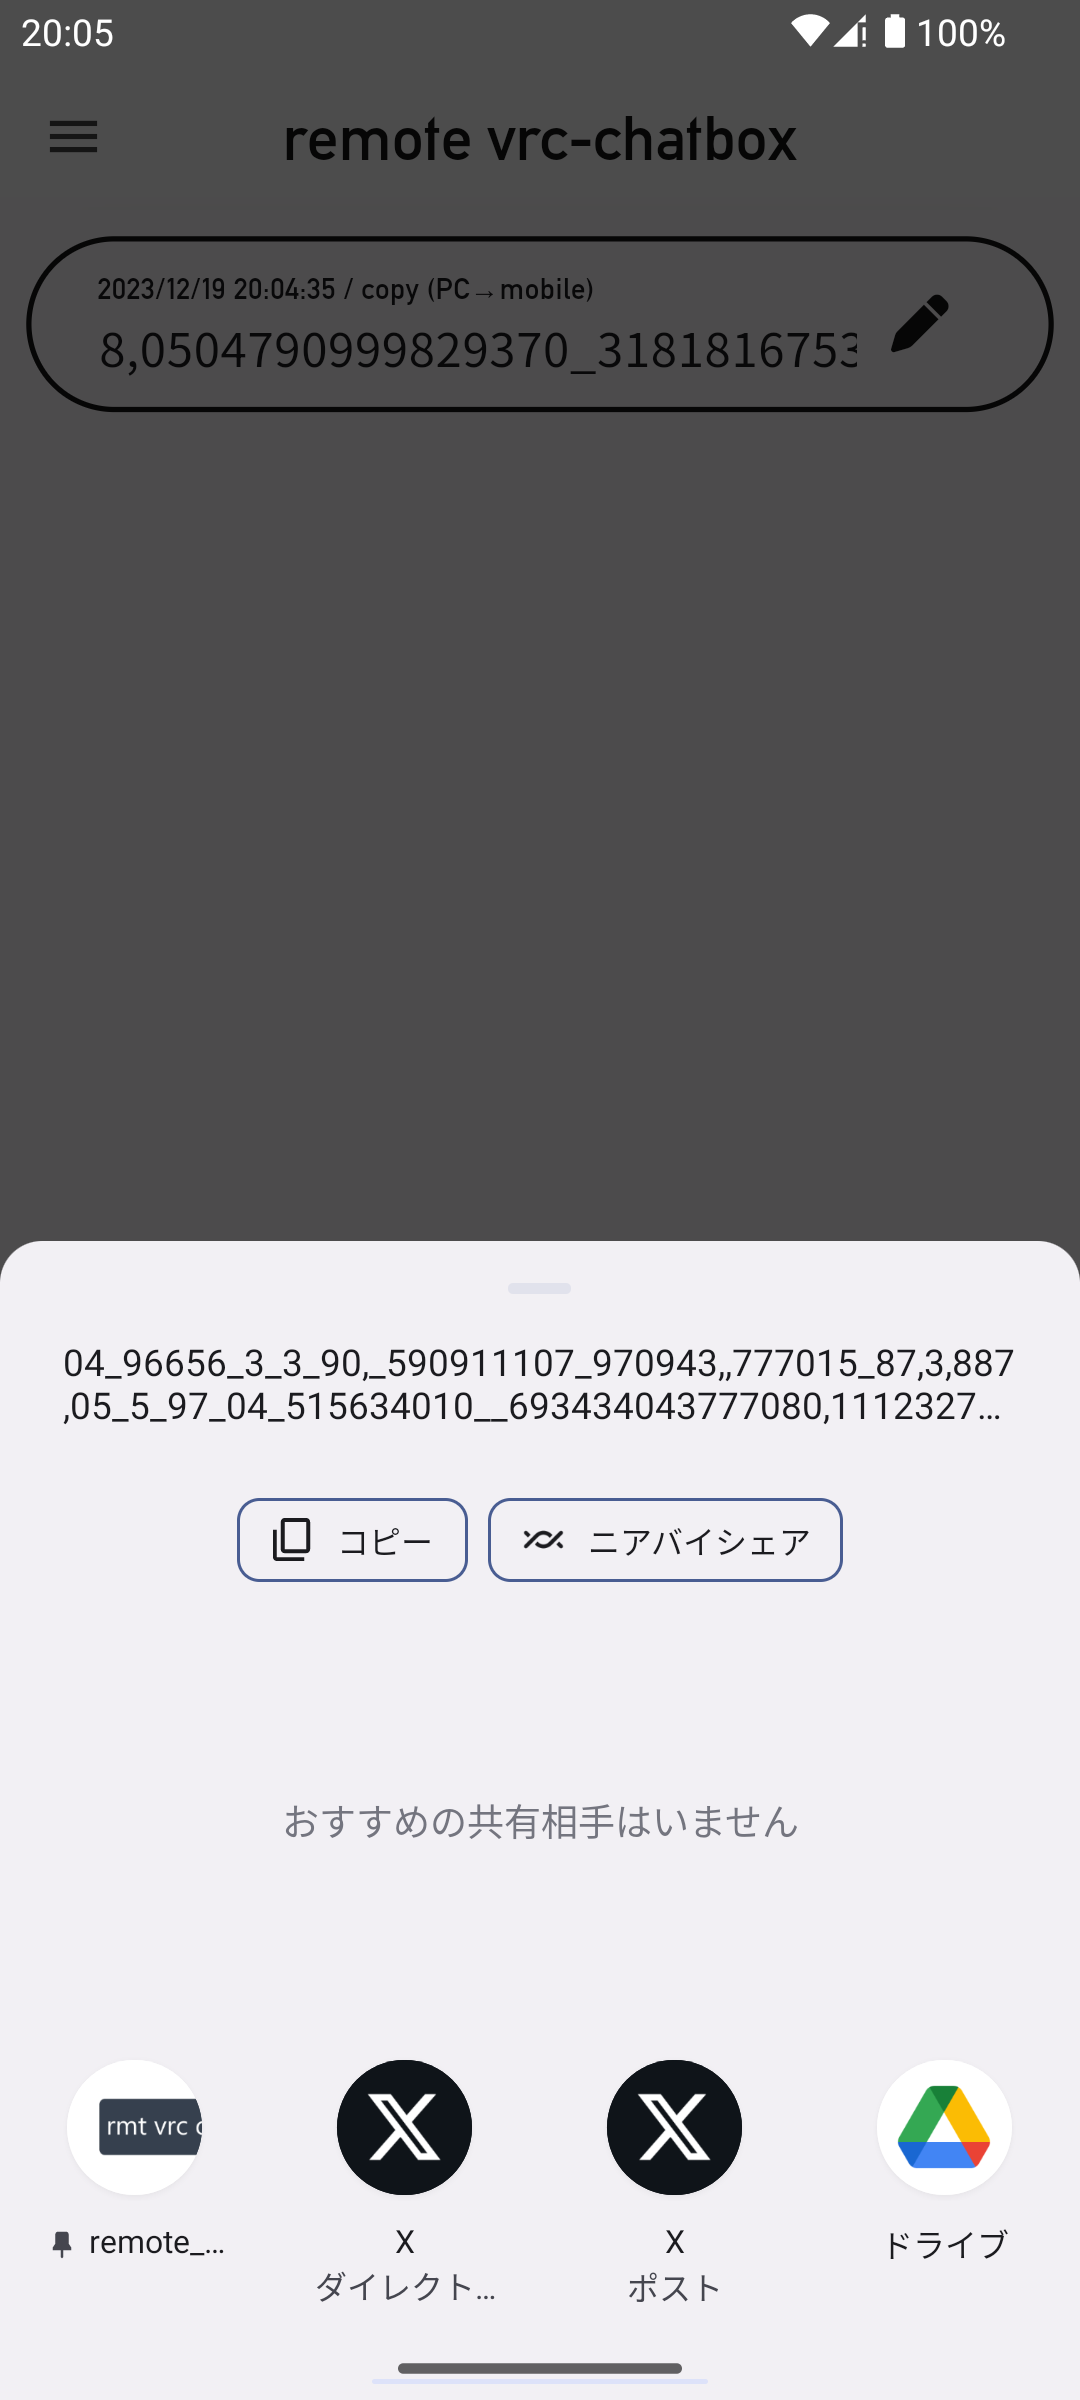 20:05
100%
remote vrc-chatbox
2023/12/19 20:04:35 / copy (PC→mobile)
8,0504790999829370_3181816753
04_96656_3_3_90,_590911107_970943,,777015_87,3,887
,05_5_97_04_515634010__693434043777080,1112327…
コピー
ニアバイシェア
おすすめの共有相手はいません
rmt vrc c
remote_…
X
ダイレクト…
X
ポスト
ドライブ